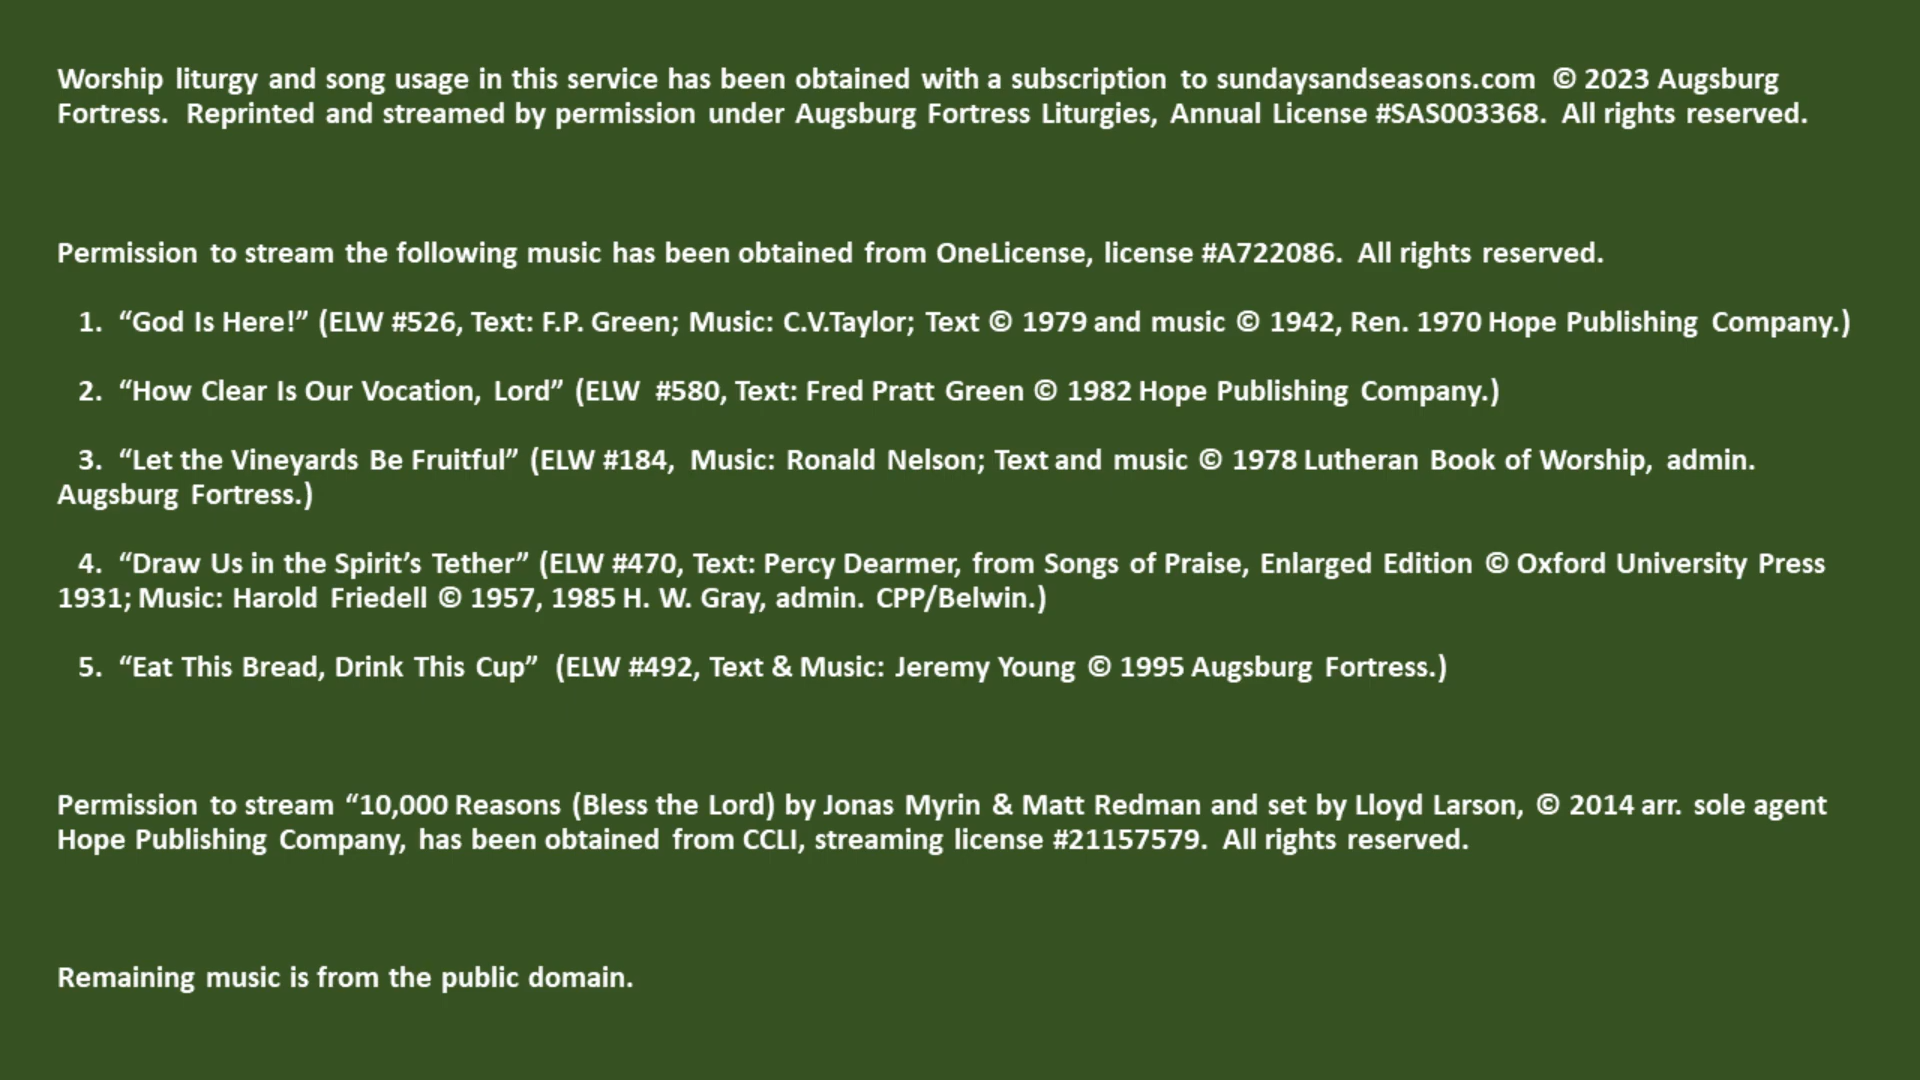 Worship liturgy and song usage in this service has been obtained with a subscription to sundaysandseasons.com © 2023 Augsburg
Fortress. Reprinted and streamed by permission under Augsburg Fortress Liturgies, Annual License #SAS003368. All rights reserved.
Permission to stream the following music has been obtained from OneLicense, license #A722086. All rights reserved.
1. “God Is Here!” (ELW #526, Text: F.P. Green; Music: C.V.Taylor; Text © 1979 and music © 1942, Ren. 1970 Hope Publishing Company.)
2. “How Clear Is Our Vocation, Lord” (ELW #580, Text: Fred Pratt Green © 1982 Hope Publishing Company.)
3. “Let the Vineyards Be Fruitful” (ELW #184, Music: Ronald Nelson; Text and music © 1978 Lutheran Book of Worship, admin.
Augsburg Fortress.)
4. “Draw Us in the Spirit’s Tether” (ELW #470, Text: Percy Dearmer, from Songs of Praise, Enlarged Edition © Oxford University Press
1931; Music: Harold Friedell © 1957, 1985 H. W. Gray, admin. CPP/Belwin.)
5. “Eat This Bread, Drink This Cup” (ELW #492, Text & Music: Jeremy Young © 1995 Augsburg Fortress.)
Permission to stream “10,000 Reasons (Bless the Lord) by Jonas Myrin & Matt Redman and set by Lloyd Larson, © 2014 arr. sole agent
Hope Publishing Company, has been obtained from CCLI, streaming license #21157579. All rights reserved.
Remaining music is from the public domain.